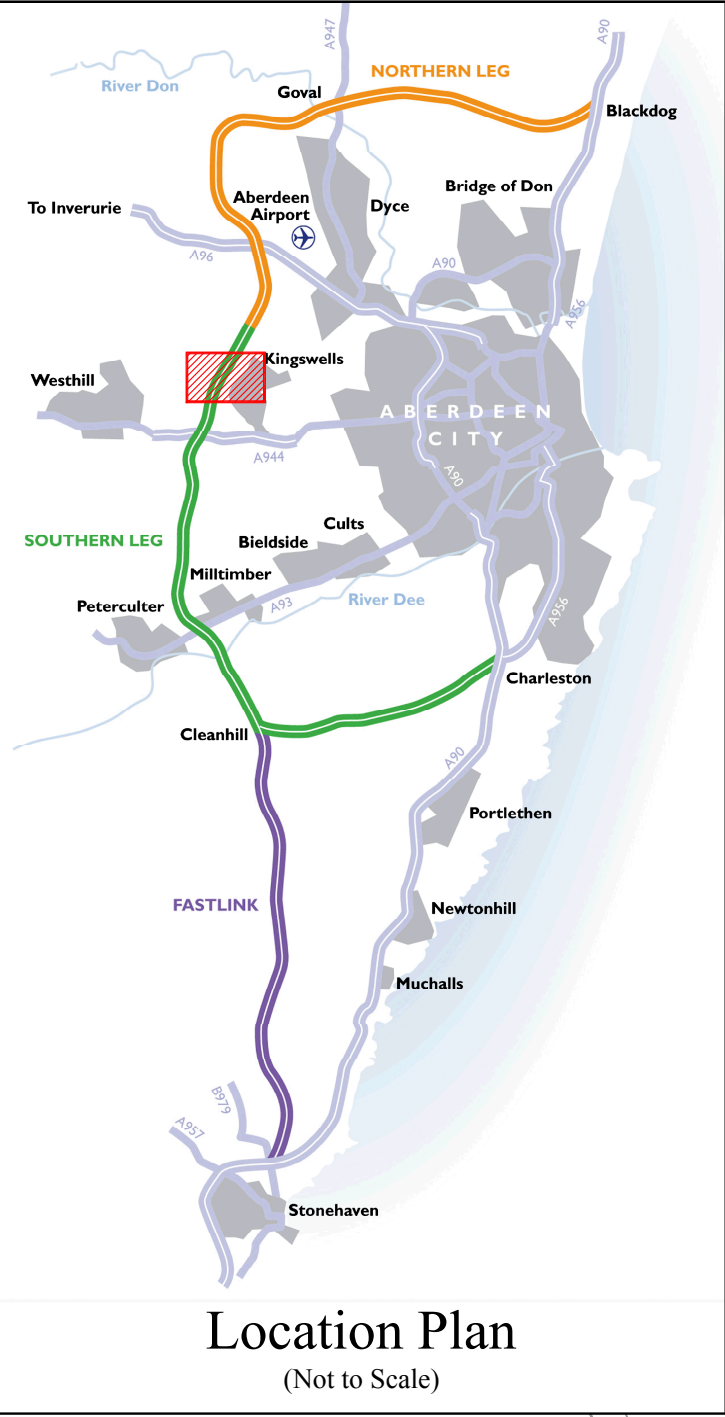 A947
A90
NORTHERN LEG
River Don
Goval
Blackdog
Bridge of Don
Aberdeen
Airport
Dyce
To Inverurie
A96
A90
A956
Kingswells
Westhill
ABERDEEN
CITY
A944
A90
Cults
SOUTHERN LEG
Bieldside
Milltimber
Peterculter
A93
River Dee
A956
Charleston
Cleanhill
A90
Portlethen
FASTLINK
Newtonhill
Muchalls
B979
A957
Stonehaven
Location Plan
(Not to Scale)